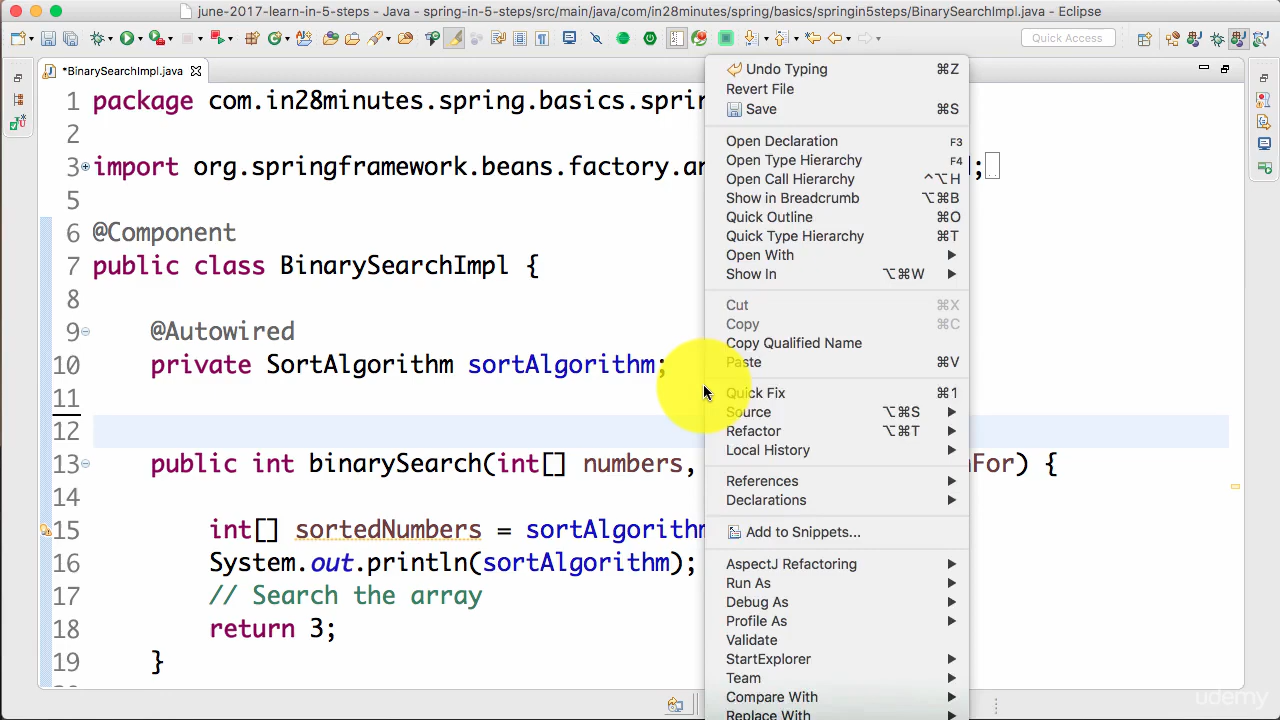 june-2017-learn-in-5-steps - Java - spring-in-5-steps/src/main/java/com/in28minutes/spring/basics/springin5steps/BinarySearchImpl.java - Eclipse
Quick Access
*BinarySearchImpl.java
1 package com.in28minutes.spring.basics.sprin
2
3 import org.springframework.beans.factory.an ;
5
6 @Component
7 public class BinarySearchImpl {
8
9 @Autowired
10 private SortAlgorithm sortAlgorithm;
11
12
13 public int binarySearch(int[] numbers, For) {
14
15 int[] sortedNumbers = sortAlgorithm
16 System.out.println(sortAlgorithm);
17 // Search the array
18 return 3;
19 }
Undo Typing ⌘Z
Revert File
Save ⌘S
Open Declaration F3
Open Type Hierarchy F4
Open Call Hierarchy ^⌥H
Show in Breadcrumb ⌥⌘B
Quick Outline ⌘O
Quick Type Hierarchy ⌘T
Open With
Show In ⌥⌘W
Cut ⌘X
Copy ⌘C
Copy Qualified Name
Paste ⌘V
Quick Fix ⌘1
Source ⌥⌘S
Refactor ⌥⌘T
Local History
References
Declarations
Add to Snippets...
AspectJ Refactoring
Run As
Debug As
Profile As
Validate
StartExplorer
Team
Compare With
Replace With
udemy